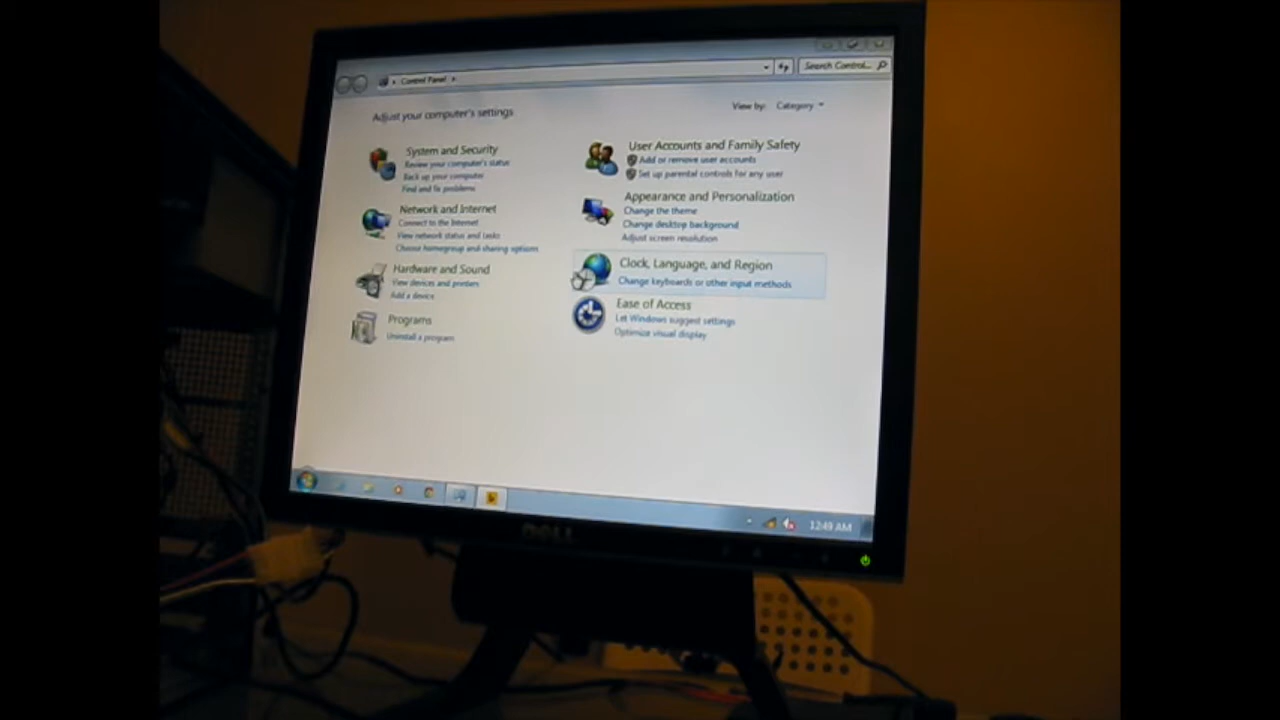 Control Panel
Search Control...
Adjust your computer's settings
View by: Category
System and Security
Review your computer's status
Back up your computer
Find and fix problems
Network and Internet
Connect to the Internet
View network status and tasks
Choose homegroup and sharing options
Hardware and Sound
View devices and printers
Add a device
Programs
Uninstall a program
User Accounts and Family Safety
Add or remove user accounts
Set up parental controls for any user
Appearance and Personalization
Change the theme
Change desktop background
Adjust screen resolution
Clock, Language, and Region
Change keyboards or other input methods
Ease of Access
Let Windows suggest settings
Optimize visual display
12:49 AM
DELL